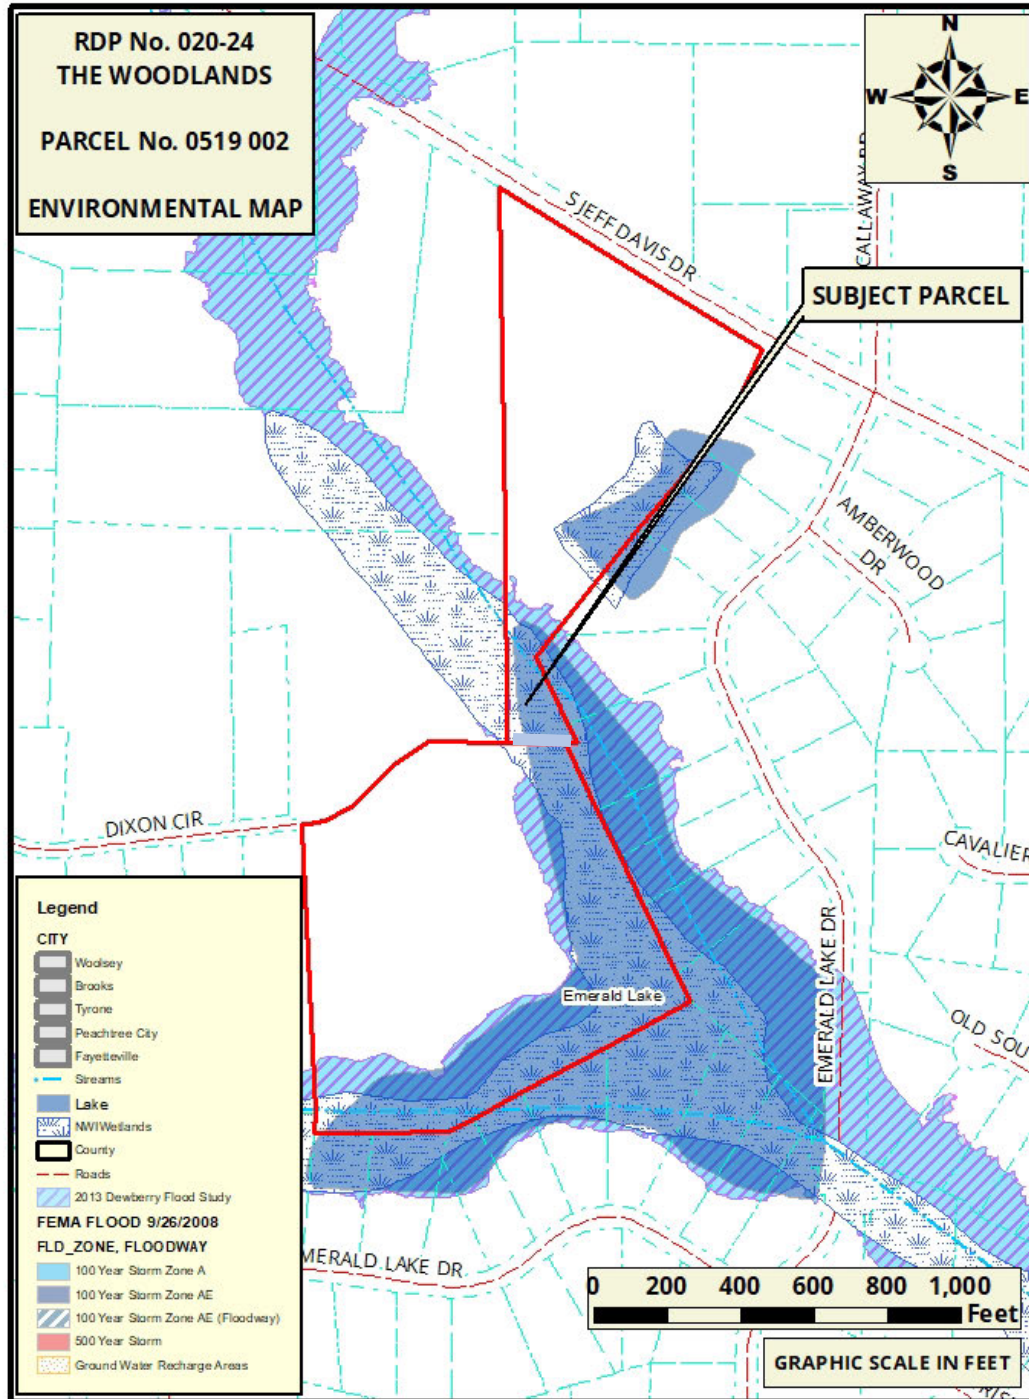 RDP No. 020-24
THE WOODLANDS
PARCEL No. 0519 002
ENVIRONMENTAL MAP
N
W
E
S
S JEFF DAVIS DR
CALLAWAY RD
SUBJECT PARCEL
AMBERWOOD
DR
DIXON CIR
CAVALIER
Emerald Lake
EMERALD LAKE DR
OLD SOU
MERALD LAKE DR
Legend
CITY
Woolsey
Brooks
Tyrone
Peachtree City
Fayetteville
Streams
Lake
NWI Wetlands
County
Roads
2013 Dewberry Flood Study
FEMA FLOOD 9/26/2008
FLD_ZONE, FLOODWAY
100 Year Storm Zone A
100 Year Storm Zone AE
100 Year Storm Zone AE (Floodway)
500 Year Storm
Ground Water Recharge Areas
0 200 400 600 800 1,000
Feet
GRAPHIC SCALE IN FEET